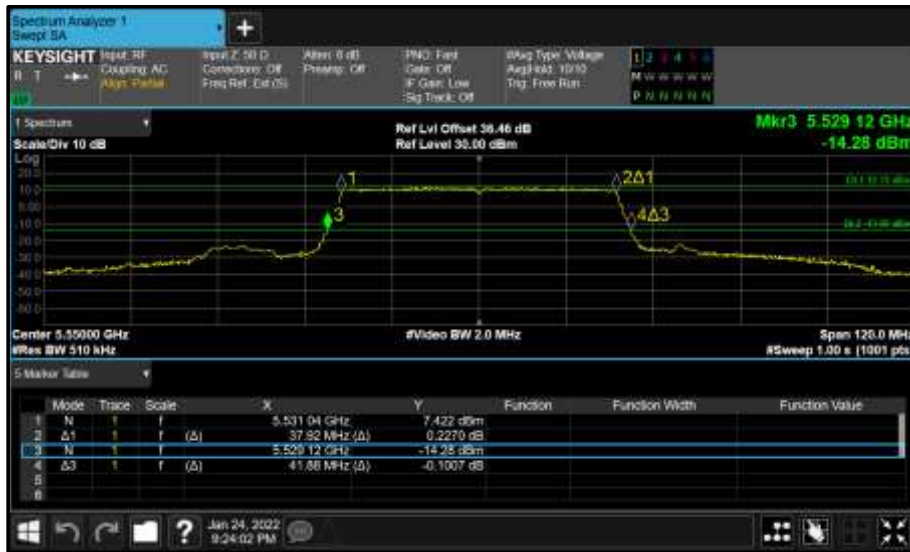 Spectrum Analyzer 1
Swept SA
+
KEYSIGHT Input: RF
R T Coupling: AC
Align: Partial
Input Z: 50 Ω
Corrections: Off
Freq Ref: Ext (S)
Atten: 6 dB
Preamp: Off
PNO: Fast
Gate: Off
IF Gain: Low
Sig Track: Off
#Avg Type: Voltage
Avg|Hold: 10/10
Trig: Free Run
1 2 3 4 5 6
M W W W W W
P N N N N N
1 Spectrum
Scale/Div 10 dB
Ref Lvl Offset 36.46 dB
Ref Level 30.00 dBm
Mkr3 5.529 12 GHz
-14.28 dBm
Log
20.0
10.0
0.00
-10.0
-20.0
-30.0
-40.0
-50.0
-60.0
1
2Δ1
3
4Δ3
Center 5.55000 GHz
#Res BW 510 kHz
#Video BW 2.0 MHz
Span 120.0 MHz
#Sweep 1.00 s (1001 pts
5 Marker Table
Mode Trace Scale X Y Function Function Width Function Value
1 N 1 f 5.531 04 GHz 7.422 dBm
2 Δ1 1 f (Δ) 37.92 MHz (Δ) 0.2270 dB
3 N 1 f 5.529 12 GHz -14.28 dBm
4 Δ3 1 f (Δ) 41.88 MHz (Δ) -0.1007 dB
5
6
?
Jan 24, 2022
9:24:02 PM